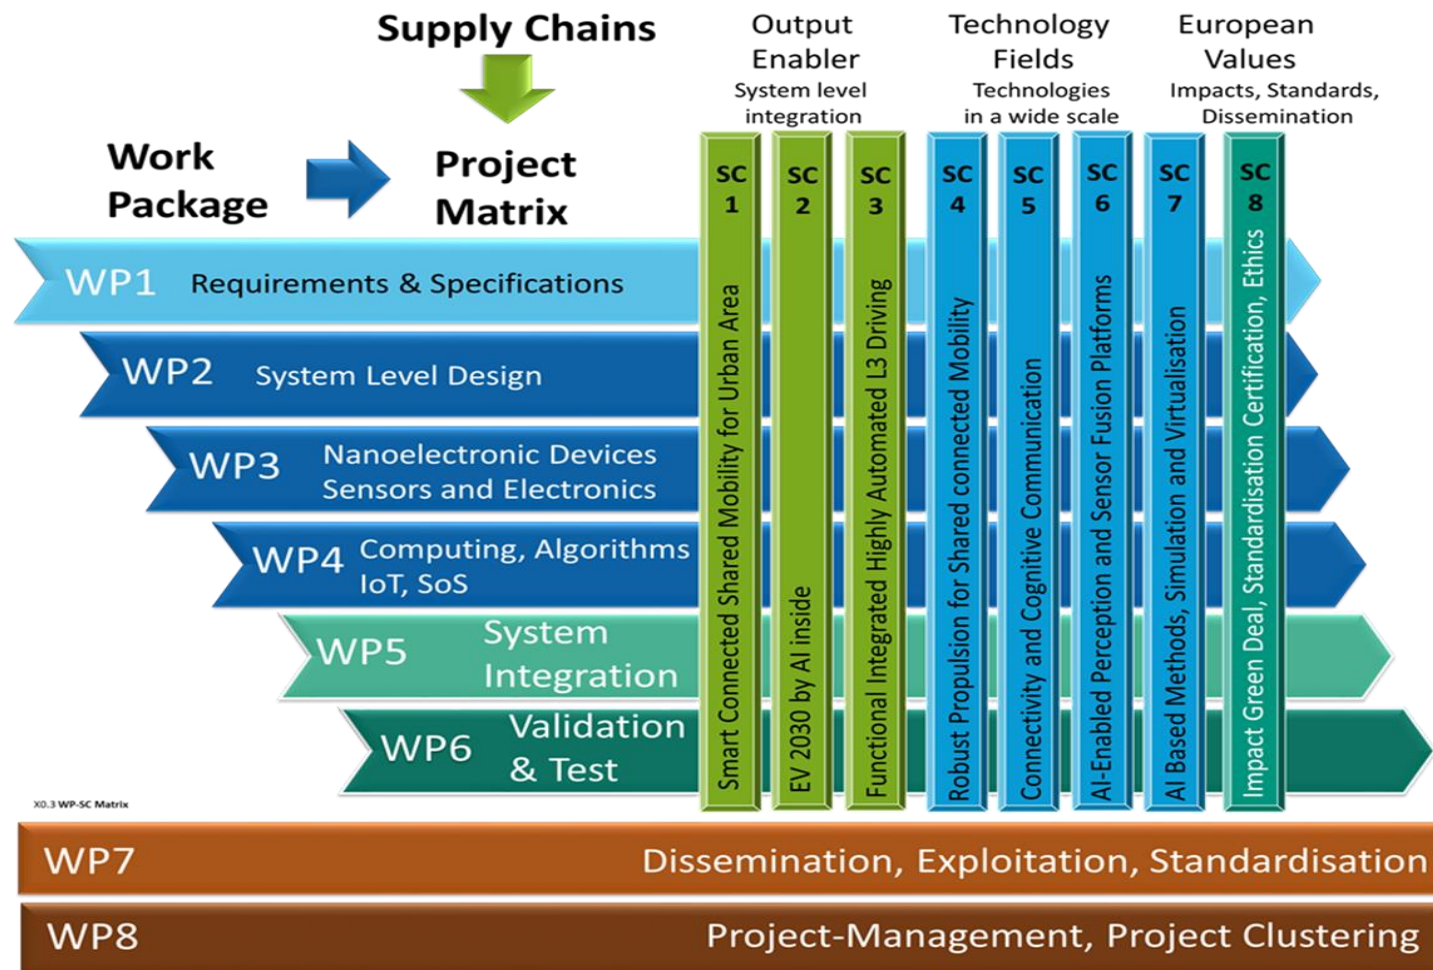 Supply Chains
Work
Package
Project
Matrix
Output
Enabler
System level
integration
Technology
Fields
Technologies
in a wide scale
European
Values
Impacts, Standards,
Dissemination
SC
1
Smart Connected Shared Mobility for Urban Area
SC
2
EV 2030 by AI inside
SC
3
Functional Integrated Highly Automated L3 Driving
SC
4
Robust Propulsion for Shared connected Mobility
SC
5
Connectivity and Cognitive Communication
SC
6
AI-Enabled Perception and Sensor Fusion Platforms
SC
7
AI Based Methods, Simulation and Virtualisation
SC
8
Impact Green Deal, Standardisation Certification, Ethics
WP1 Requirements & Specifications
WP2 System Level Design
WP3 Nanoelectronic Devices
Sensors and Electronics
WP4 Computing, Algorithms
IoT, SoS
WP5 System
Integration
WP6 Validation
& Test
X0.3 WP-SC Matrix
WP7 Dissemination, Exploitation, Standardisation
WP8 Project-Management, Project Clustering